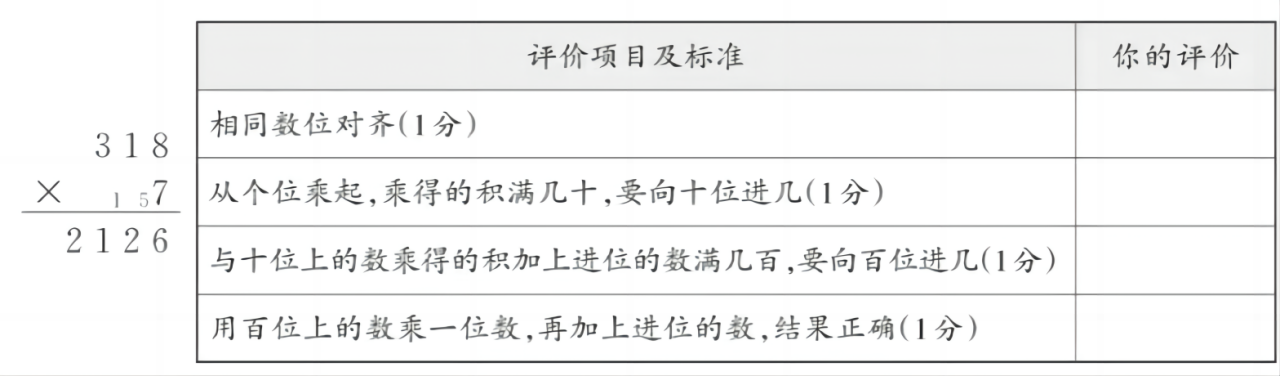 318
× 1 57
2126
评价项目及标准 你的评价
相同数位对齐(1分)
从个位乘起,乘得的积满几十,要向十位进几(1分)
与十位上的数乘得的积加上进位的数满几百,要向百位进几(1分)
用百位上的数乘一位数,再加上进位的数,结果正确(1分)